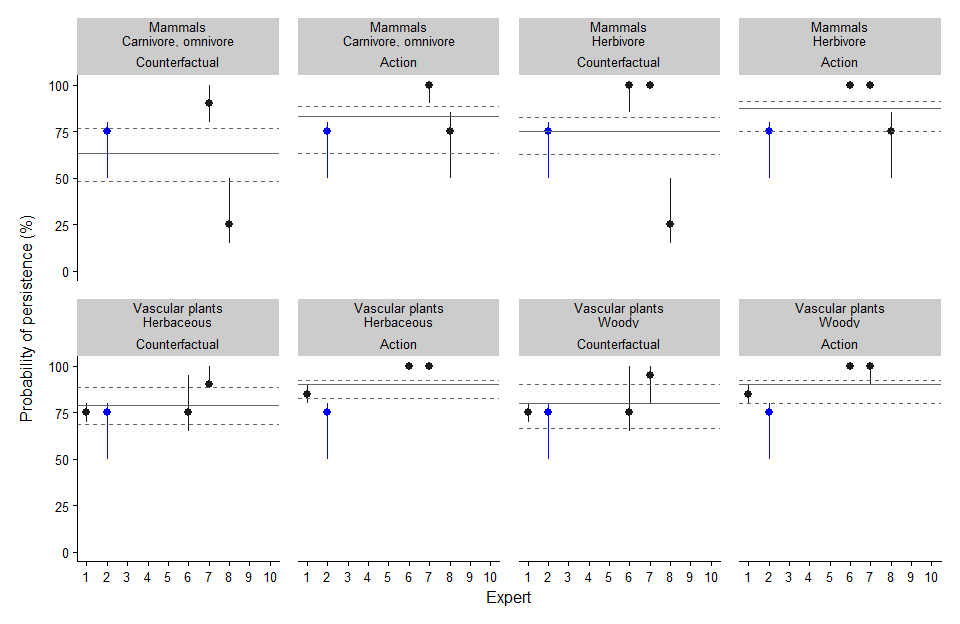 Mammals
Carnivore, omnivore
Counterfactual
Mammals
Carnivore, omnivore
Action
Mammals
Herbivore
Counterfactual
Mammals
Herbivore
Action
100
75
50
25
0
Probability of persistence (%)
Vascular plants
Herbaceous
Counterfactual
Vascular plants
Herbaceous
Action
Vascular plants
Woody
Counterfactual
Vascular plants
Woody
Action
100
75
50
25
0
1 2 3 4 5 6 7 8 9 10
1 2 3 4 5 6 7 8 9 10
1 2 3 4 5 6 7 8 9 10
1 2 3 4 5 6 7 8 9 10
Expert